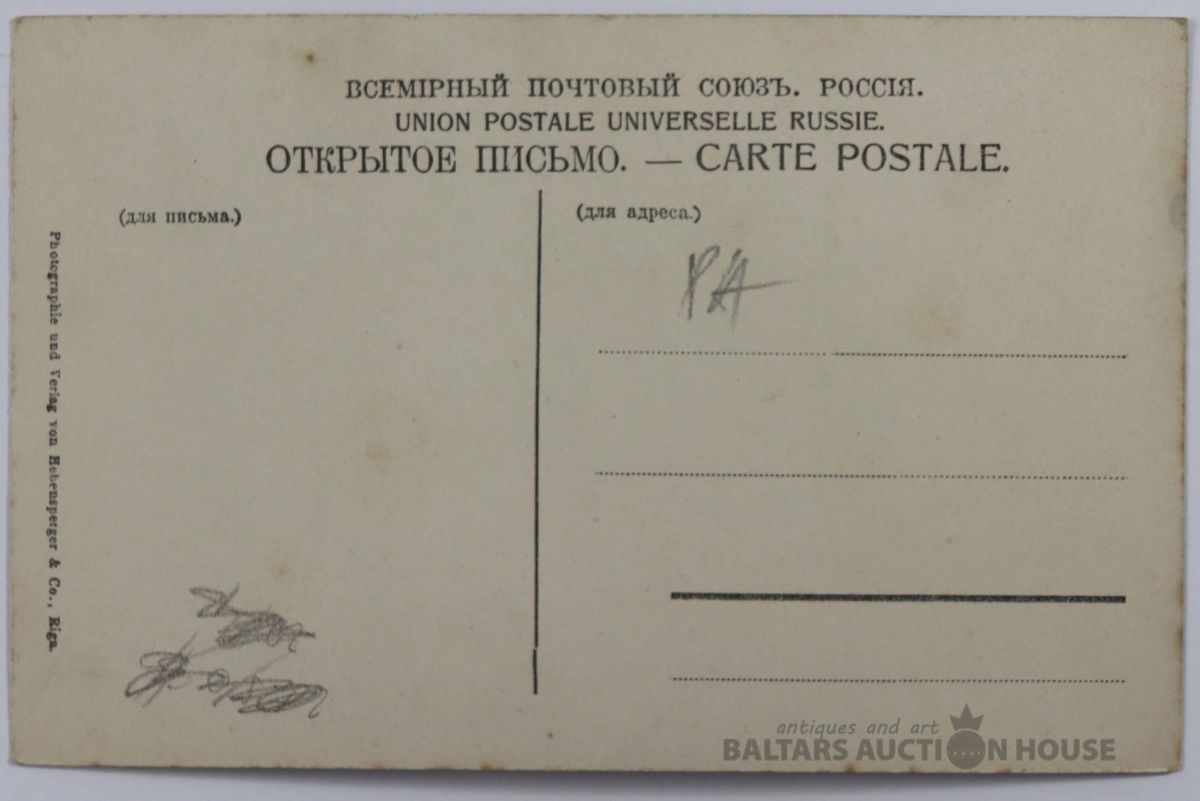 ВСЕМІРНЫЙ ПОЧТОВЫЙ СОЮЗЪ. РОССІЯ.
UNION POSTALE UNIVERSELLE RUSSIE.
ОТКРЫТОЕ ПИСЬМО. — CARTE POSTALE.
(для письма.)
(для адреса.)
Photographie und Verlag von Hebensperger & Co., Riga.
antiques and art
BALTARS AUCTION HOUSE